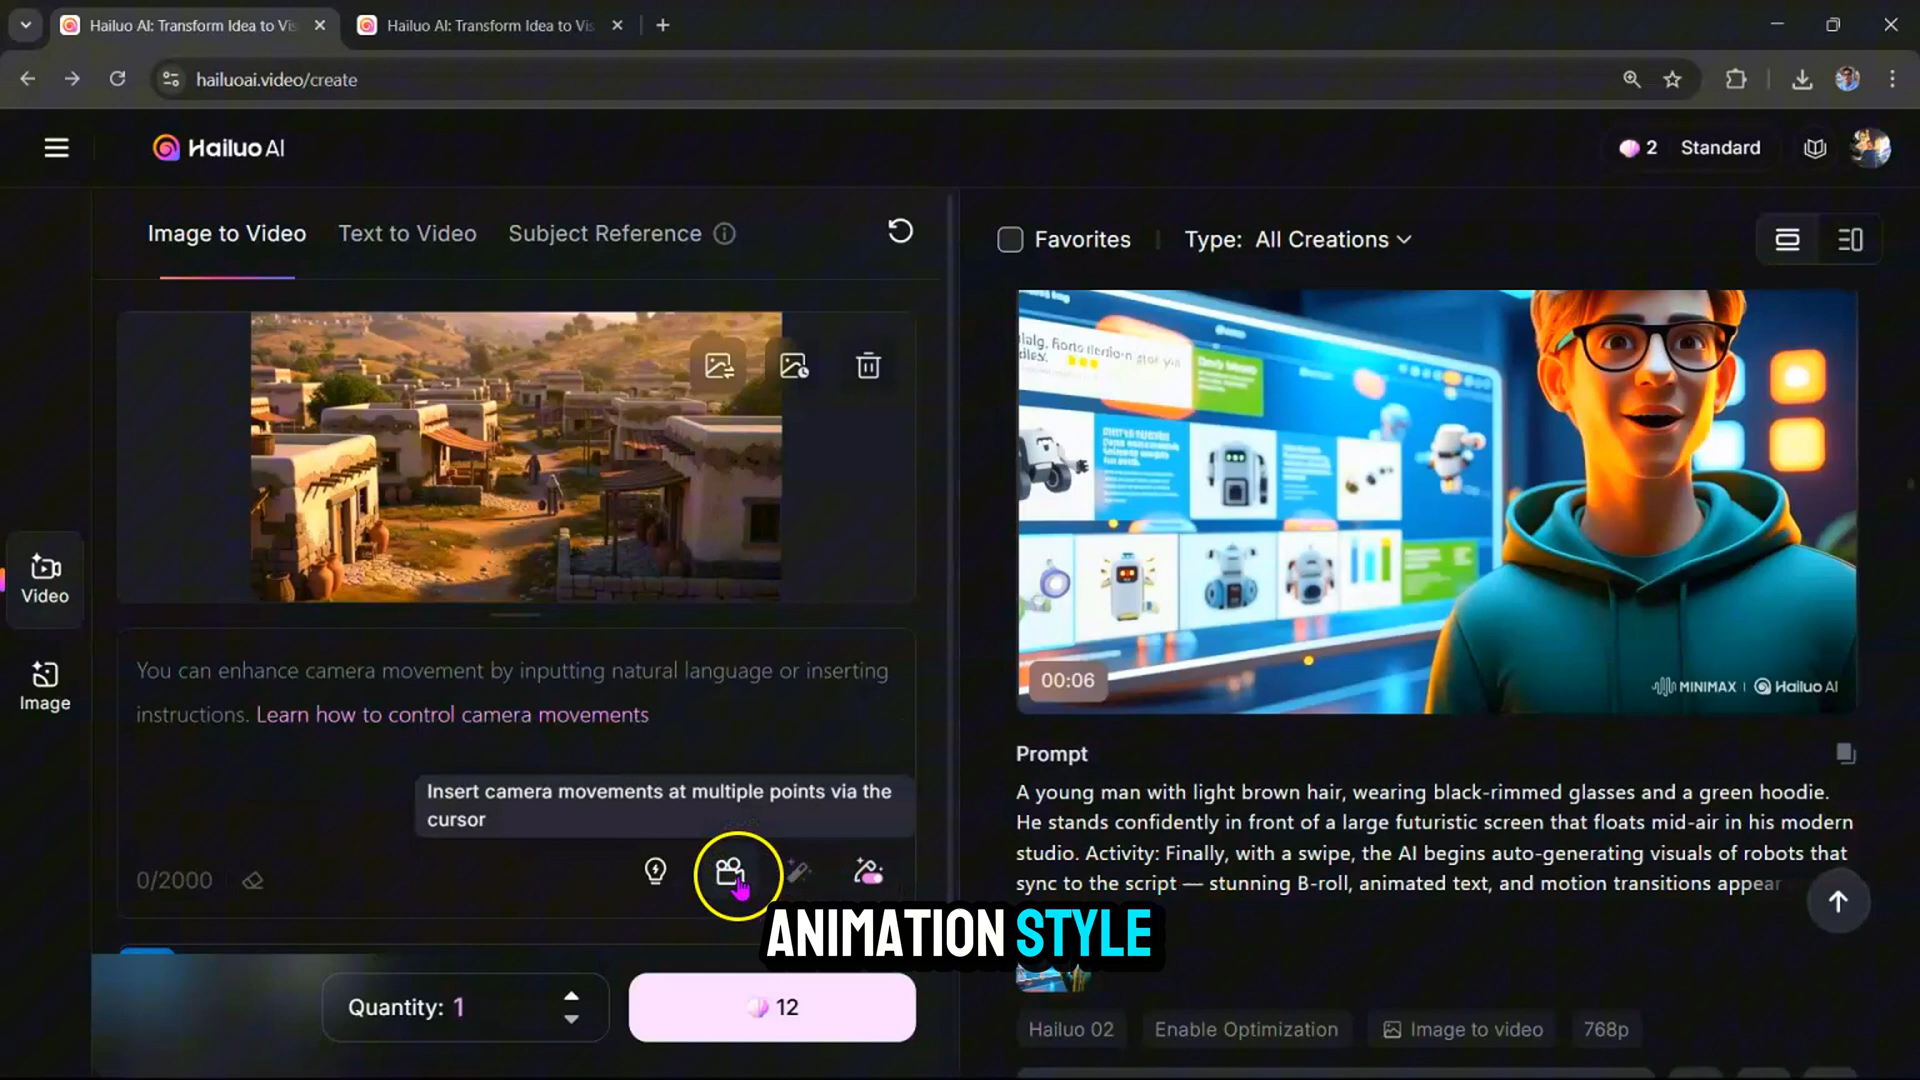 Hailuo AI: Transform Idea to Vis
Hailuo AI: Transform Idea to Vis
hailuoai.video/create
Hailuo AI
2 Standard
Image to Video Text to Video Subject Reference
Favorites Type: All Creations
Video
Image
You can enhance camera movement by inputting natural language or inserting
instructions. Learn how to control camera movements
Insert camera movements at multiple points via the
cursor
0/2000
Quantity: 1
12
00:06
MINIMAX | Hailuo AI
Prompt
A young man with light brown hair, wearing black-rimmed glasses and a green hoodie.
He stands confidently in front of a large futuristic screen that floats mid-air in his modern
studio. Activity: Finally, with a swipe, the AI begins auto-generating visuals of robots that
sync to the script — stunning B-roll, animated text, and motion transitions appear
ANIMATION STYLE
Hailuo 02 Enable Optimization Image to video 768p